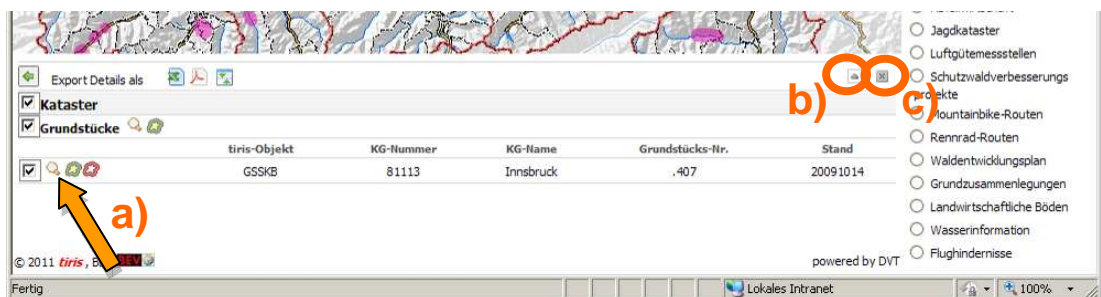 Jagdkataster
Luftgütemessstellen
Schutzwaldverbesserungs
projekte
Mountainbike-Routen
Rennrad-Routen
Waldentwicklungsplan
Grundzusammenlegungen
Landwirtschaftliche Böden
Wasserinformation
Flughindernisse
Export Details als
b)
c)
Kataster
Grundstücke
tiris-Objekt KG-Nummer KG-Name Grundstücks-Nr. Stand
GSSKB 81113 Innsbruck .407 20091014
a)
© 2011 tiris, BEV
powered by DVT
Fertig
Lokales Intranet
100%